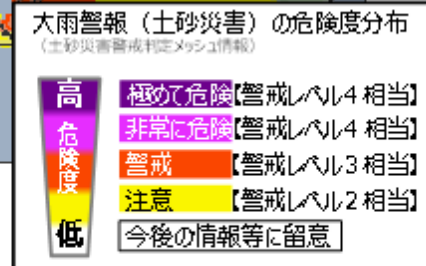 大雨警報（土砂災害）の危険度分布
（土砂災害警戒判定メッシュ情報）
高
危険度
低
極めて危険【警戒レベル4相当】
非常に危険【警戒レベル4相当】
警戒【警戒レベル3相当】
注意【警戒レベル2相当】
今後の情報等に留意